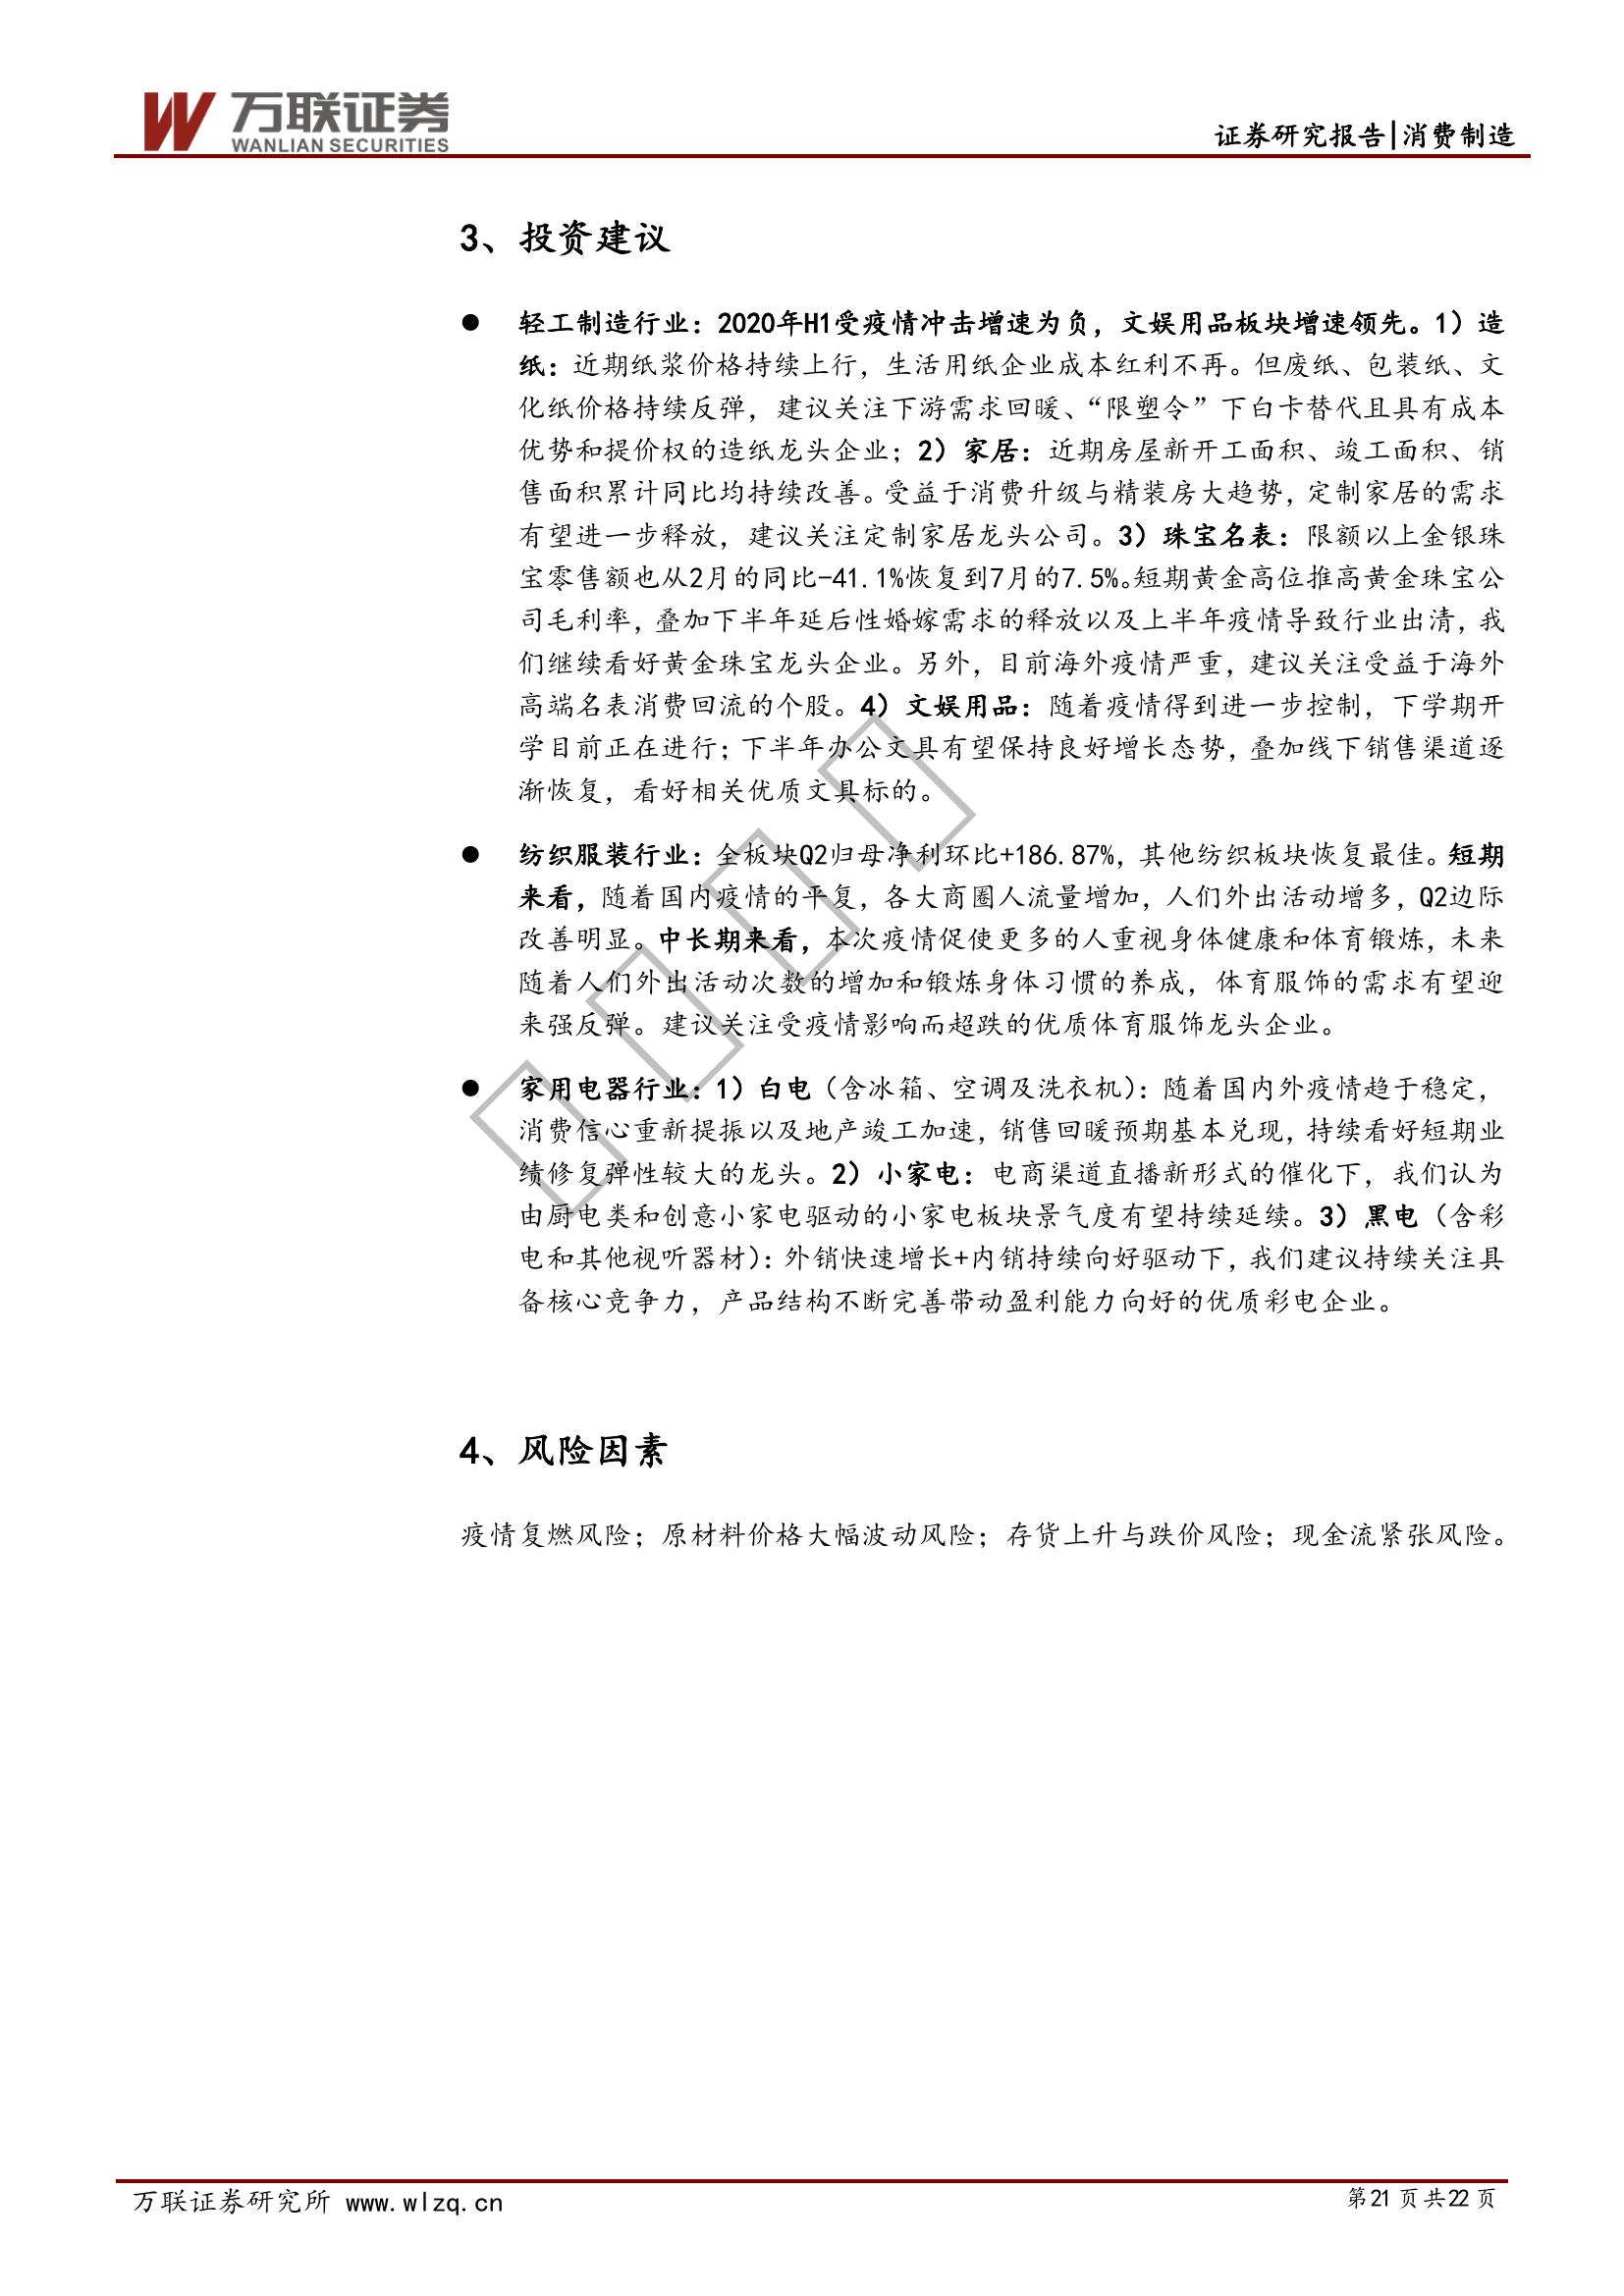 万联证券
WANLIAN SECURITIES
证券研究报告|消费制造
3、投资建议
● 轻工制造行业：2020年H1受疫情冲击增速为负，文娱用品板块增速领先。1）造
纸：近期纸浆价格持续上行，生活用纸企业成本红利不再。但废纸、包装纸、文
化纸价格持续反弹，建议关注下游需求回暖、“限塑令”下白卡替代且具有成本
优势和提价权的造纸龙头企业；2）家居：近期房屋新开工面积、竣工面积、销
售面积累计同比均持续改善。受益于消费升级与精装房大趋势，定制家居的需求
有望进一步释放，建议关注定制家居龙头公司。3）珠宝名表：限额以上金银珠
宝零售额也从2月的同比-41.1%恢复到7月的7.5%。短期黄金高位推高黄金珠宝公
司毛利率，叠加下半年延后性婚嫁需求的释放以及上半年疫情导致行业出清，我
们继续看好黄金珠宝龙头企业。另外，目前海外疫情严重，建议关注受益于海外
高端名表消费回流的个股。4）文娱用品：随着疫情得到进一步控制，下学期开
学目前正在进行；下半年办公文具有望保持良好增长态势，叠加线下销售渠道逐
渐恢复，看好相关优质文具标的。
● 纺织服装行业：全板块Q2归母净利环比+186.87%，其他纺织板块恢复最佳。短期
来看，随着国内疫情的平复，各大商圈人流量增加，人们外出活动增多，Q2边际
改善明显。中长期来看，本次疫情促使更多的人重视身体健康和体育锻炼，未来
随着人们外出活动次数的增加和锻炼身体习惯的养成，体育服饰的需求有望迎
来强反弹。建议关注受疫情影响而超跌的优质体育服饰龙头企业。
● 家用电器行业：1）白电（含冰箱、空调及洗衣机）：随着国内外疫情趋于稳定，
消费信心重新提振以及地产竣工加速，销售回暖预期基本兑现，持续看好短期业
绩修复弹性较大的龙头。2）小家电：电商渠道直播新形式的催化下，我们认为
由厨电类和创意小家电驱动的小家电板块景气度有望持续延续。3）黑电（含彩
电和其他视听器材）：外销快速增长+内销持续向好驱动下，我们建议持续关注具
备核心竞争力，产品结构不断完善带动盈利能力向好的优质彩电企业。
4、风险因素
疫情复燃风险；原材料价格大幅波动风险；存货上升与跌价风险；现金流紧张风险。
万联证券研究所 www.wlzq.cn
第21 页 共22 页